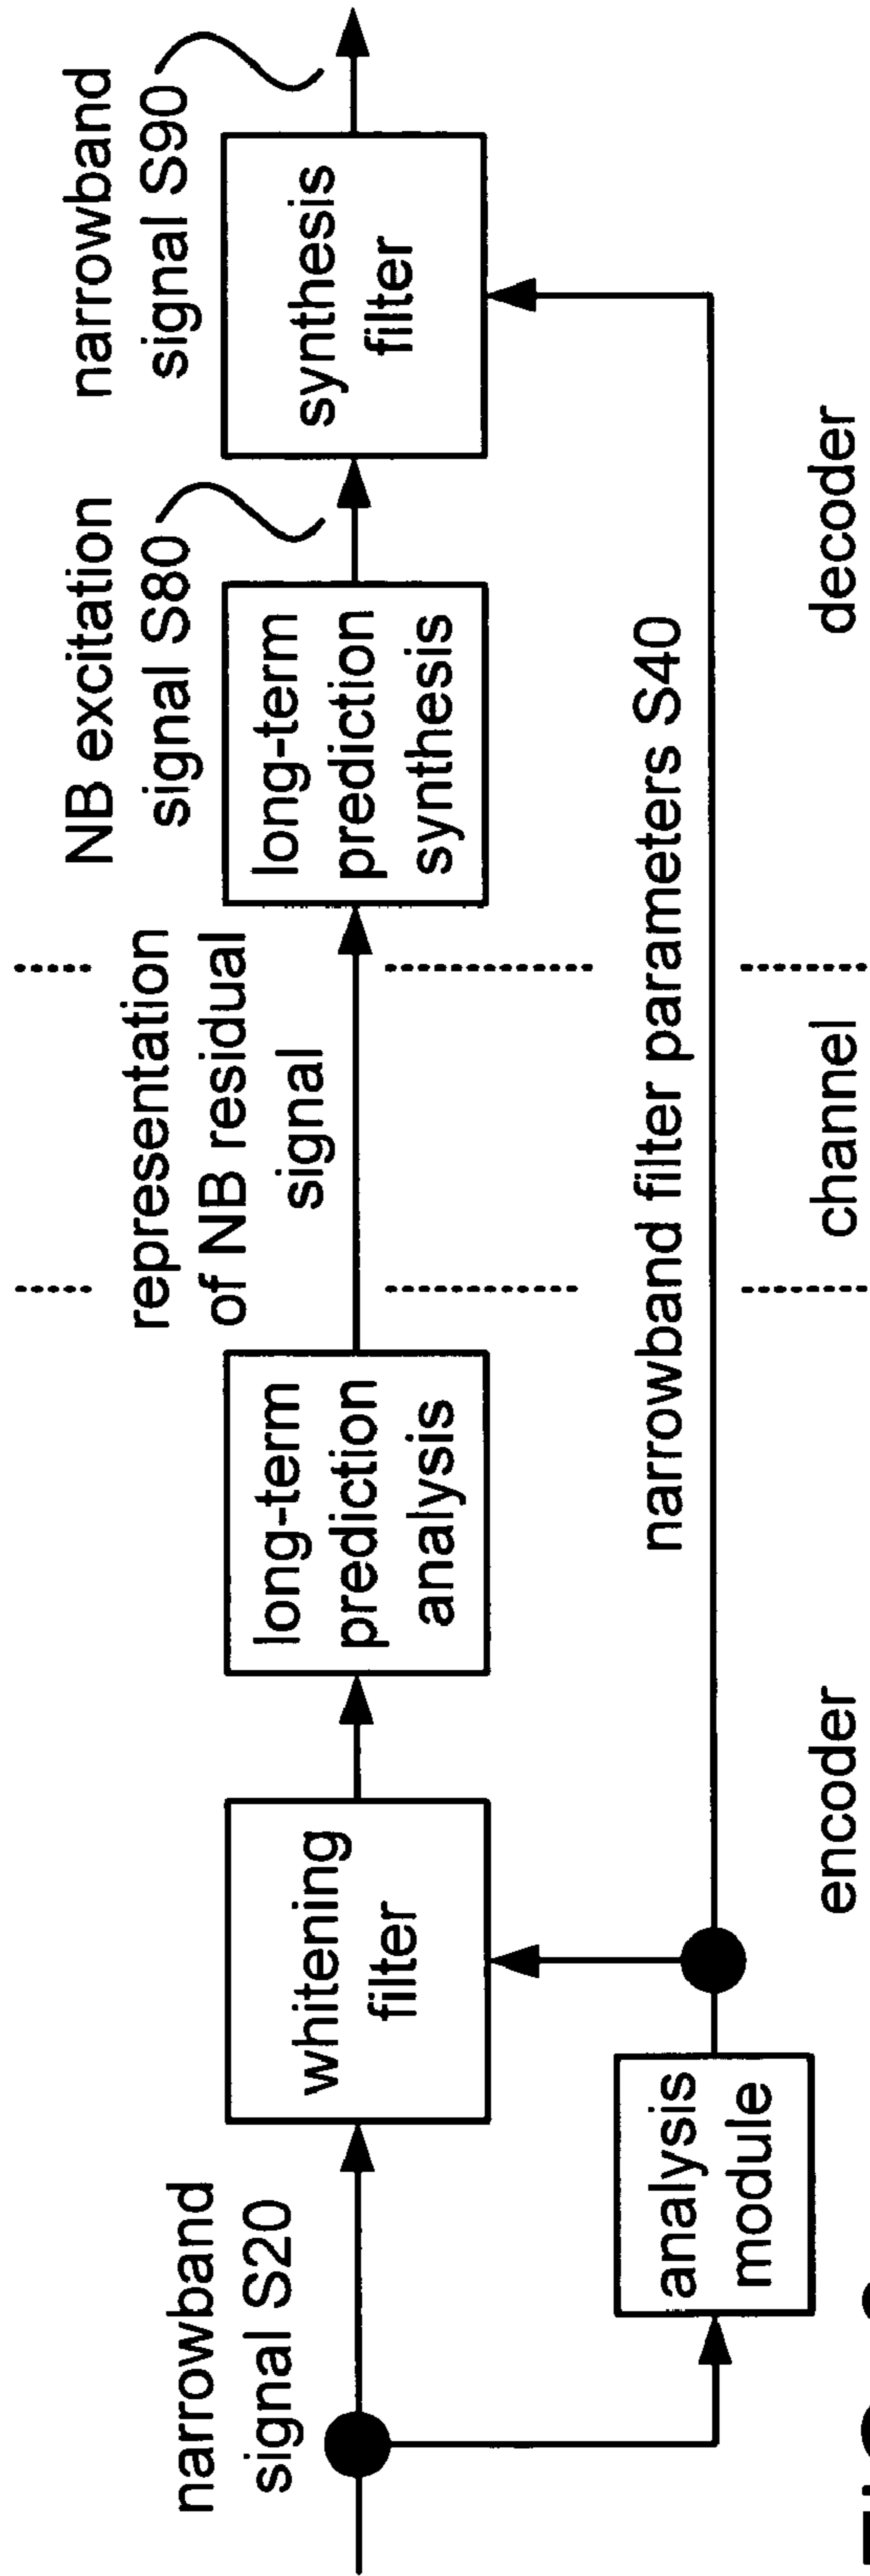 narrowband
signal S20
whitening
filter
analysis
module
long-term
prediction
analysis
representation
of NB residual
signal
narrowband filter parameters S40
long-term
prediction
synthesis
NB excitation
signal S80
synthesis
filter
narrowband
signal S90
encoder
channel
decoder